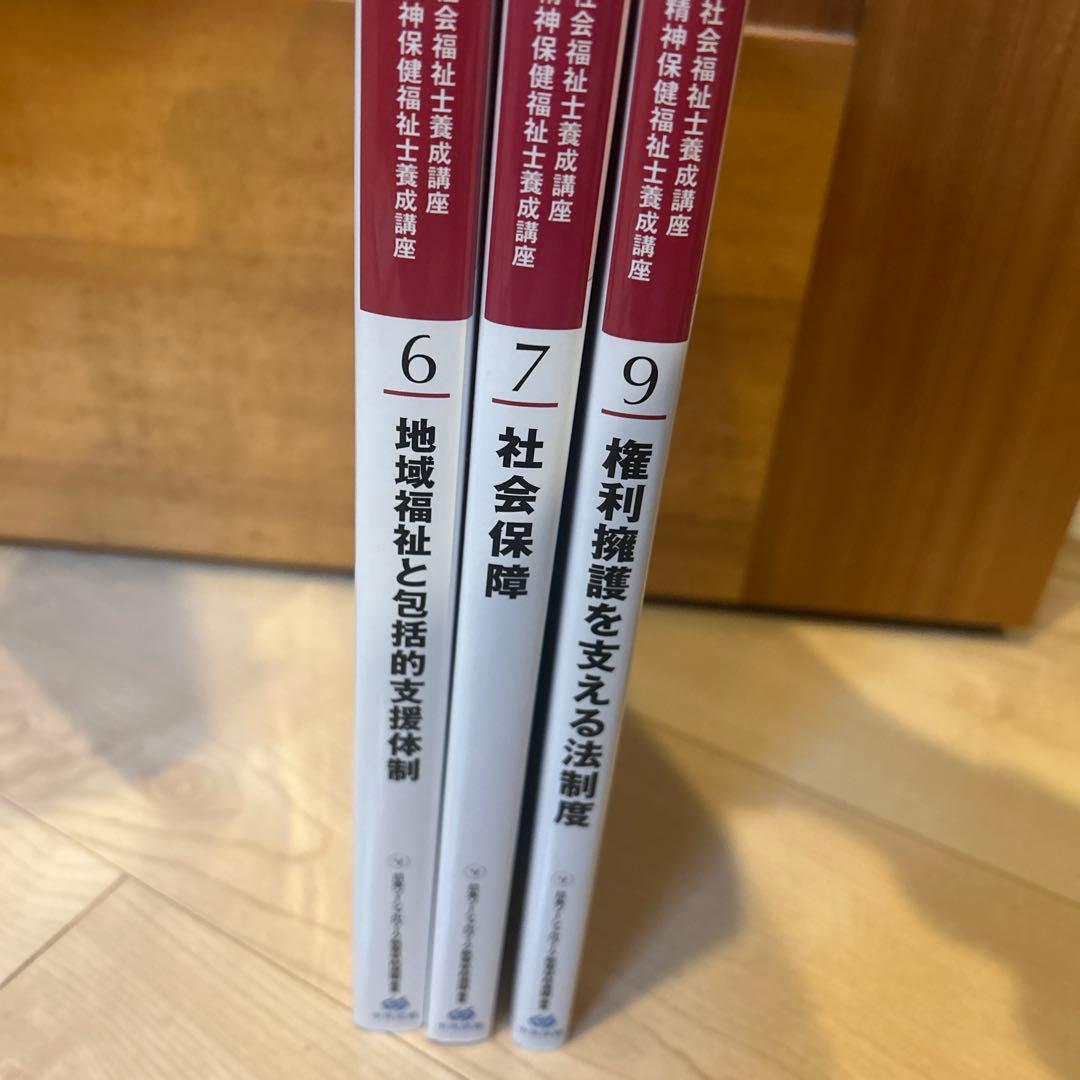 社会福祉士養成講座
精神保健福祉士養成講座
6
地域福祉と包括的支援体制
社会福祉士養成講座
精神保健福祉士養成講座
7
社会保障
社会福祉士養成講座
精神保健福祉士養成講座
9
権利擁護を支える法制度